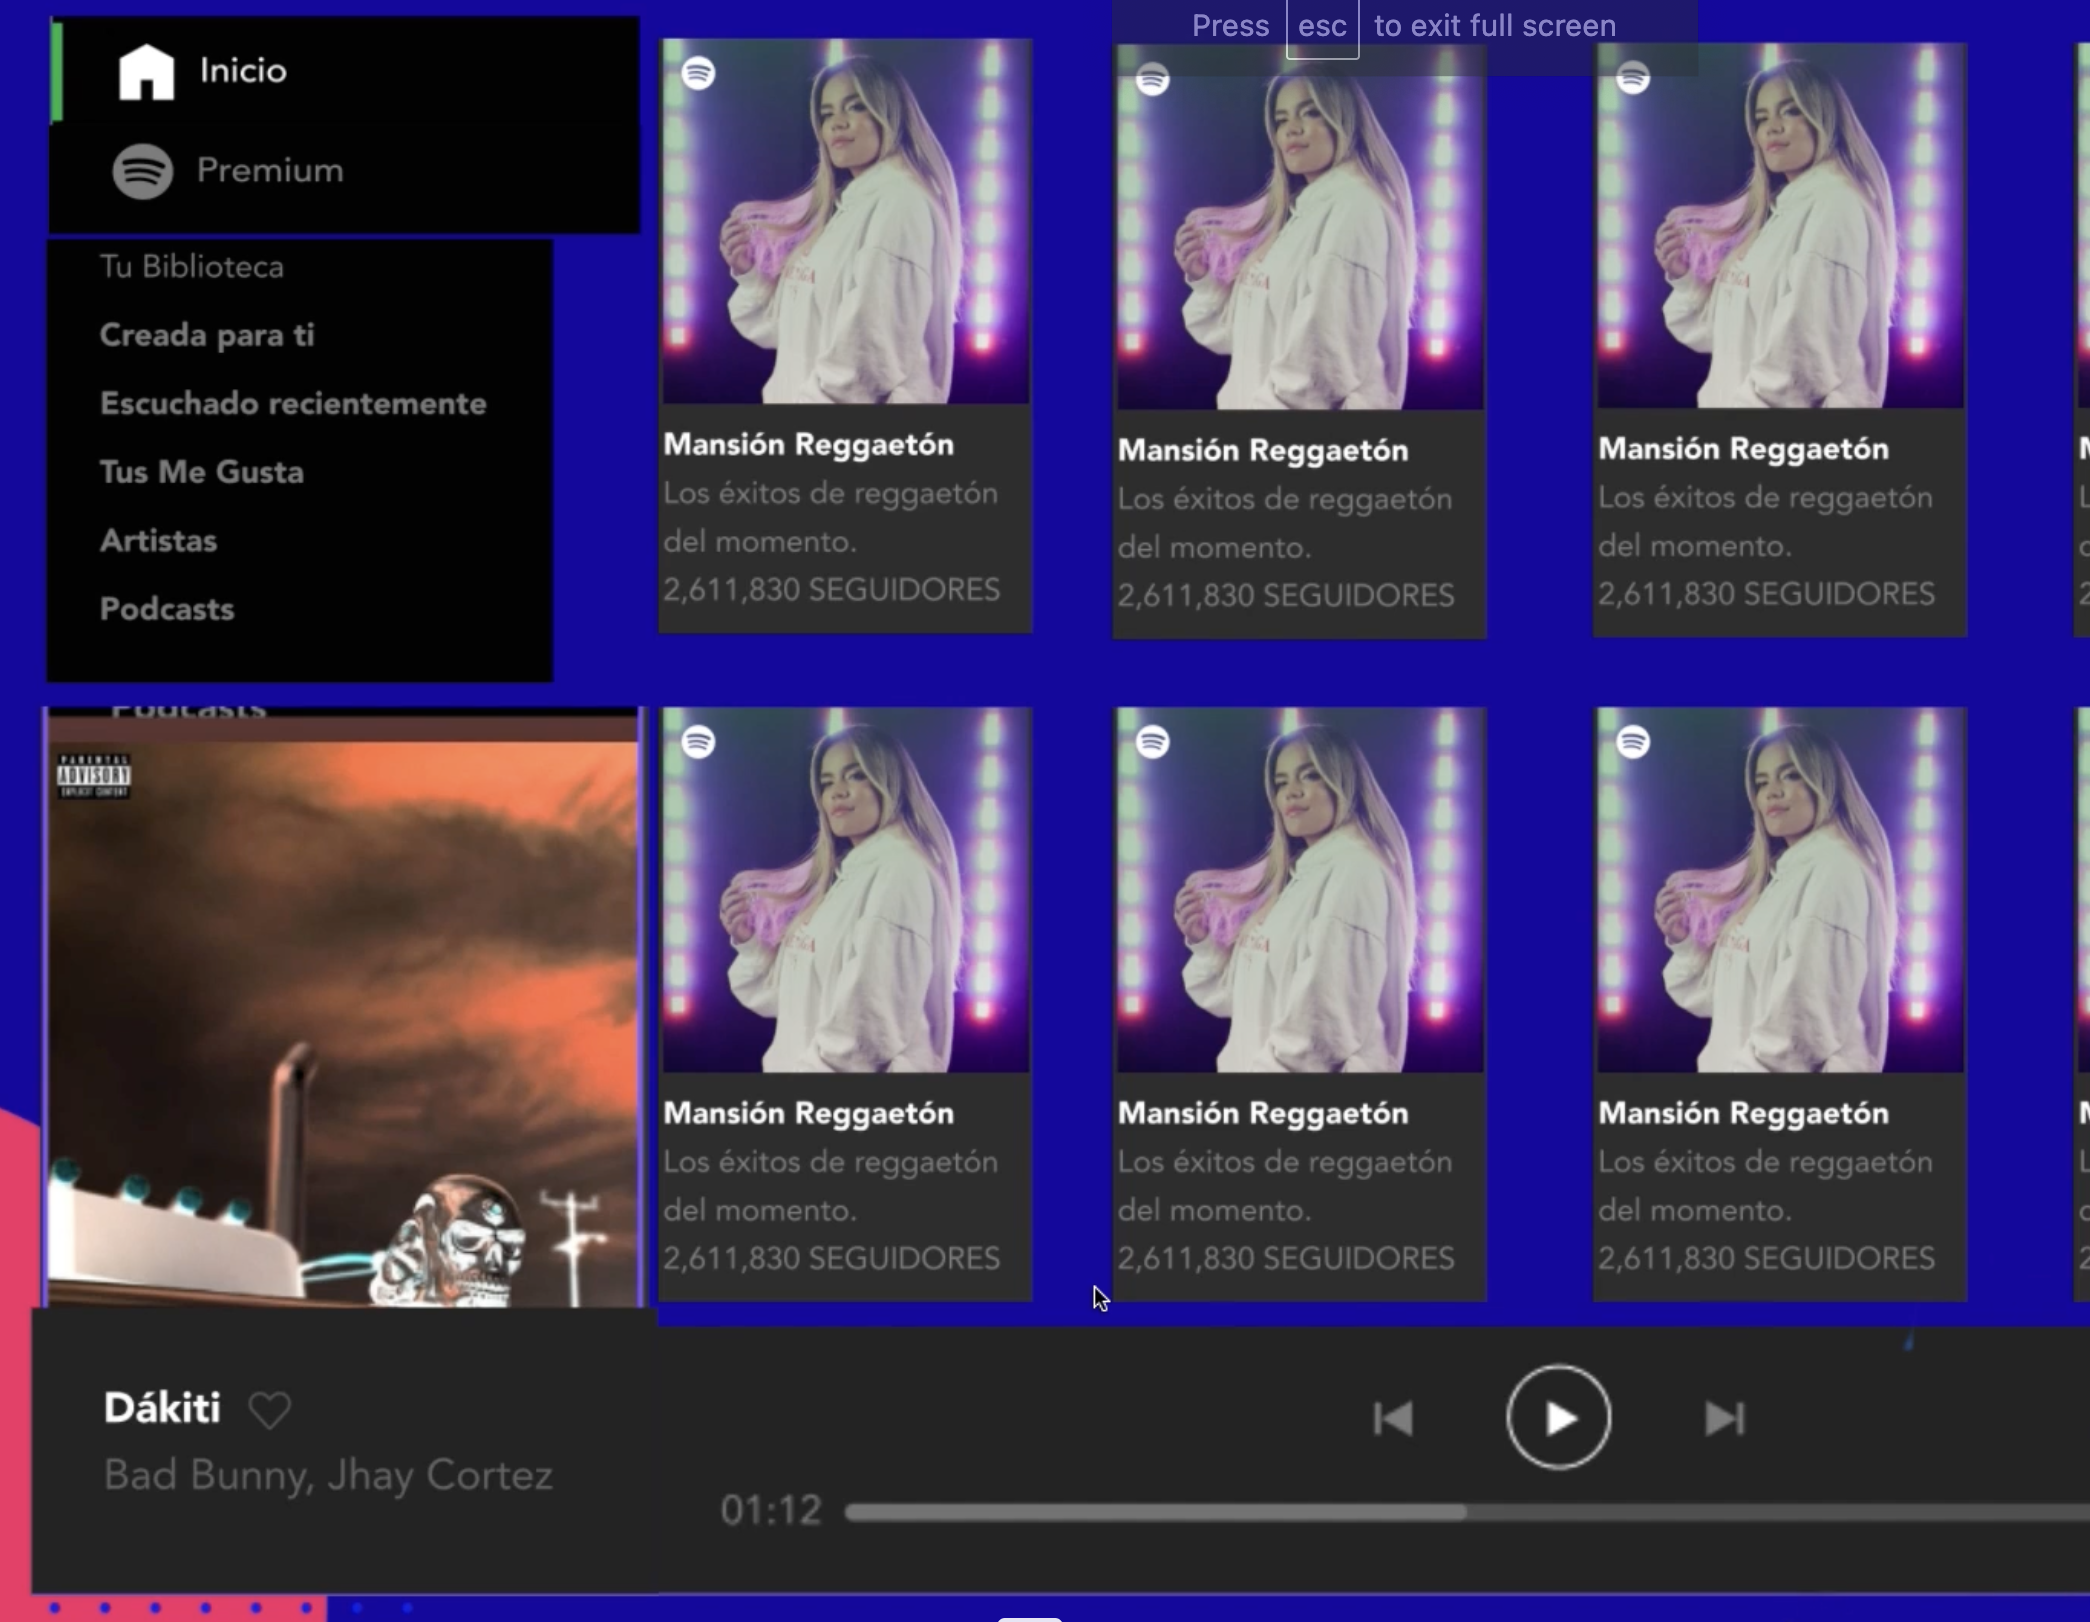 Press esc to exit full screen
Inicio
Premium
Tu Biblioteca
Creada para ti
Escuchado recientemente
Tus Me Gusta
Artistas
Podcasts
Mansión Reggaetón
Los éxitos de reggaetón
del momento.
2,611,830 SEGUIDORES
Mansión Reggaetón
Los éxitos de reggaetón
del momento.
2,611,830 SEGUIDORES
Mansión Reggaetón
Los éxitos de reggaetón
del momento.
2,611,830 SEGUIDORES
Podcasts
PARENTAL
ADVISORY
EXPLICIT CONTENT
Mansión Reggaetón
Los éxitos de reggaetón
del momento.
2,611,830 SEGUIDORES
Mansión Reggaetón
Los éxitos de reggaetón
del momento.
2,611,830 SEGUIDORES
Mansión Reggaetón
Los éxitos de reggaetón
del momento.
2,611,830 SEGUIDORES
Dákiti
Bad Bunny, Jhay Cortez
01:12